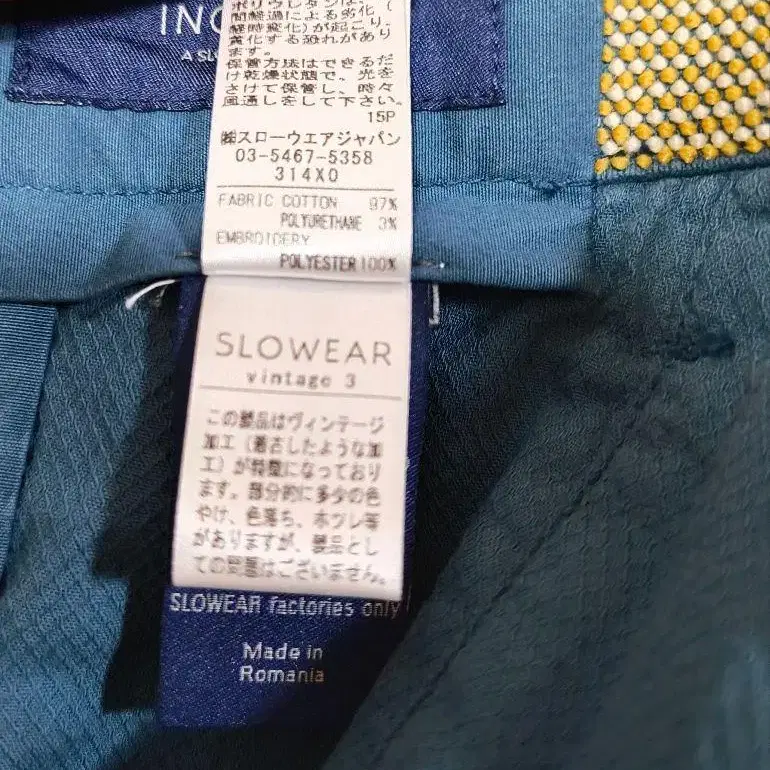 INC
A SLO
ポリウレタンは、
間経過による劣化(
経時変化)が起こり、
黄化する恐れがあり
ます。
保管方法はできるだ
け乾燥状態で、光を
さけて保管し、時々
風通しをして下さい。
15P
㈱スローウエアジャパン
03-5467-5358
314X0
FABRIC COTTON 97%
POLYURETHANE 3%
EMBROIDERY
POLYESTER 100%
SLOWEAR
vintage 3
この製品はヴィンテージ
加工(着古したような加
工)が特徴になっており
ます。部分的に多少の色
やけ、色落ち、ホツレ等
がありますが、製品とし
ての問題はございません。
SLOWEAR factories only
Made in
Romania